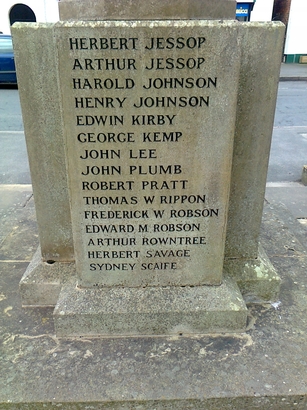 HERBERT JESSOP
ARTHUR JESSOP
HAROLD JOHNSON
HENRY JOHNSON
EDWIN KIRBY
GEORGE KEMP
JOHN LEE
JOHN PLUMB
ROBERT PRATT
THOMAS W RIPPON
FREDERICK W ROBSON
EDWARD M ROBSON
ARTHUR ROWNTREE
HERBERT SAVAGE
SYDNEY SCAIFE